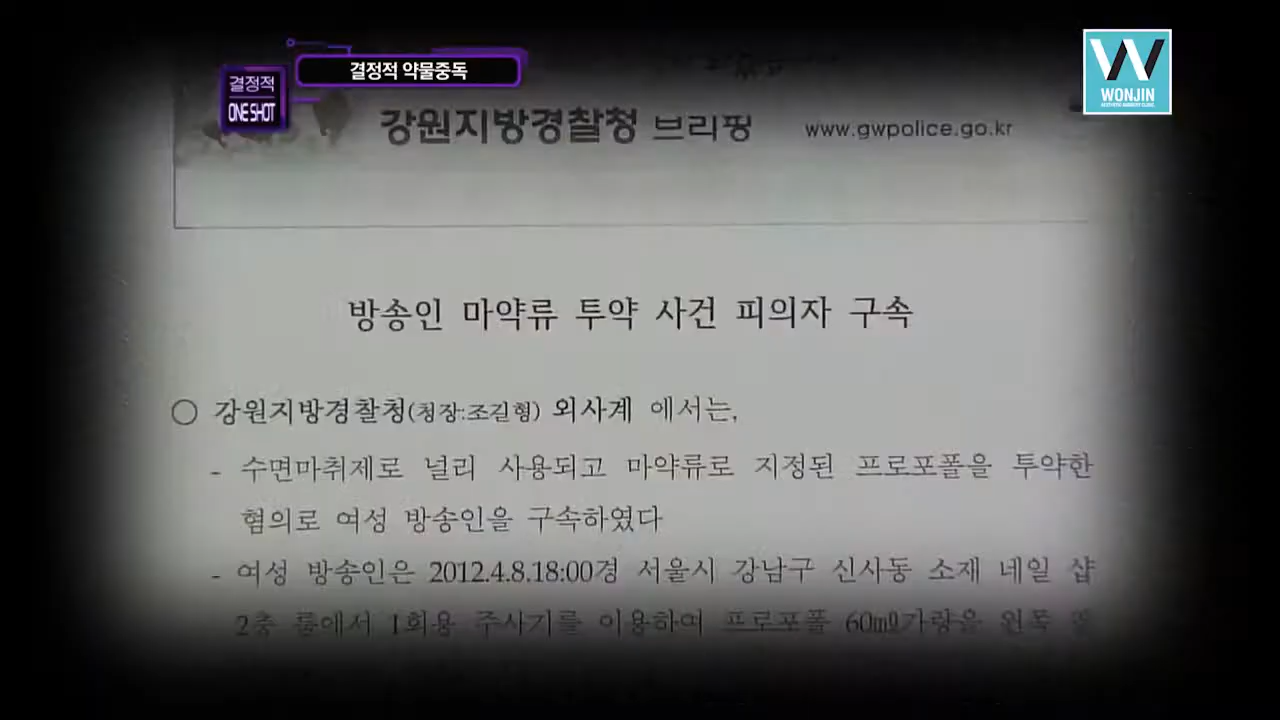 결정적 약물중독
결정적
ONE SHOT
W
WONJIN
AESTHETIC SURGERY CLINIC
강원지방경찰청 브리핑 www.gwpolice.go.kr
방송인 마약류 투약 사건 피의자 구속
○ 강원지방경찰청(청장:조길형) 외사계 에서는,
- 수면마취제로 널리 사용되고 마약류로 지정된 프로포폴을 투약한
혐의로 여성 방송인을 구속하였다
- 여성 방송인은 2012.4.8.18:00경 서울시 강남구 신사동 소재 네일 샵
2층 룸에서 1회용 주사기를 이용하여 프로포폴 60㎖가량을 왼쪽